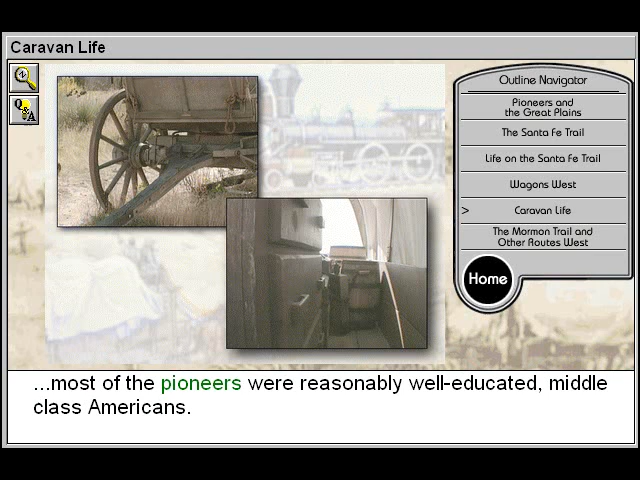 Caravan Life
Q&A
Outline Navigator
Pioneers and
the Great Plains
The Santa Fe Trail
Life on the Santa Fe Trail
Wagons West
> Caravan Life
The Mormon Trail and
Other Routes West
Home
...most of the pioneers were reasonably well-educated, middle
class Americans.